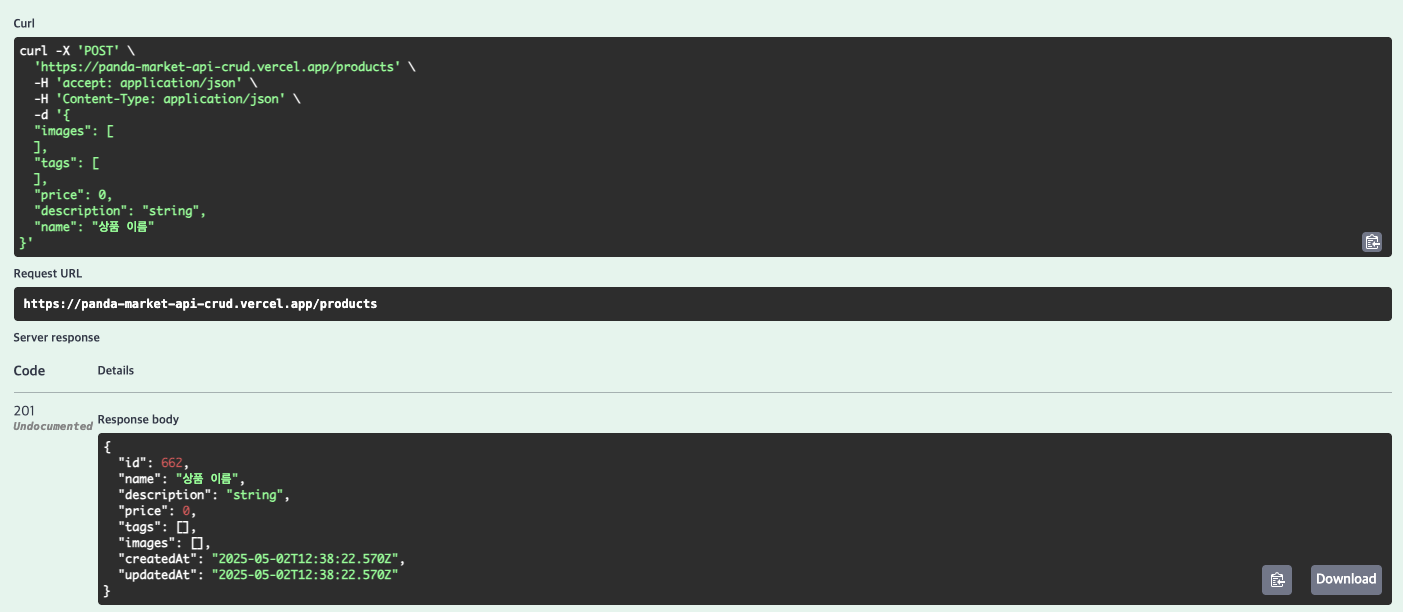 Curl
curl -X 'POST' \
  'https://panda-market-api-crud.vercel.app/products' \
  -H 'accept: application/json' \
  -H 'Content-Type: application/json' \
  -d '{
  "images": [
  ],
  "tags": [
  ],
  "price": 0,
  "description": "string",
  "name": "상품 이름"
}'
Request URL
https://panda-market-api-crud.vercel.app/products
Server response
Code Details
201
Undocumented
Response body
{
  "id": 662,
  "name": "상품 이름",
  "description": "string",
  "price": 0,
  "tags": [],
  "images": [],
  "createdAt": "2025-05-02T12:38:22.570Z",
  "updatedAt": "2025-05-02T12:38:22.570Z"
}
Download